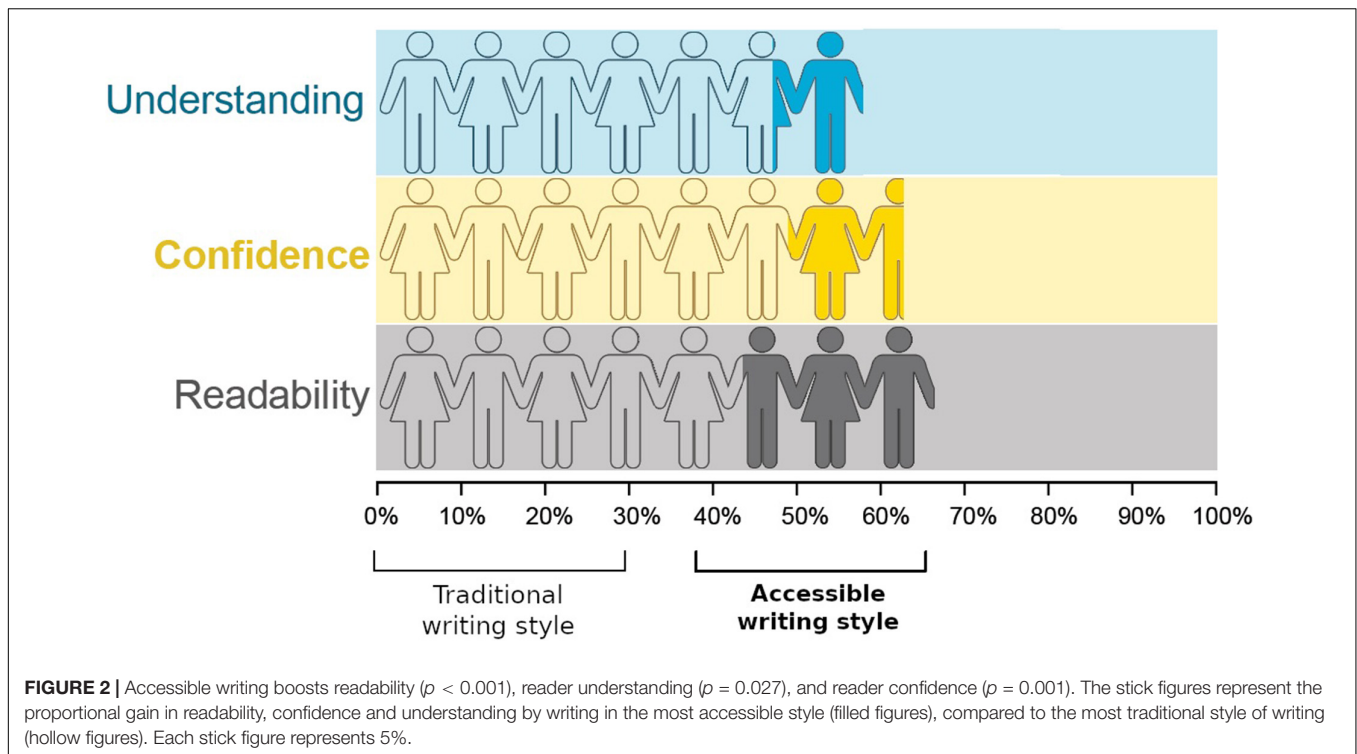 Understanding
Confidence
Readability
0% 10% 20% 30% 40% 50% 60% 70% 80% 90% 100%
Traditional
writing style
Accessible
writing style
FIGURE 2 | Accessible writing boosts readability (p < 0.001), reader understanding (p = 0.027), and reader confidence (p = 0.001). The stick figures represent the
proportional gain in readability, confidence and understanding by writing in the most accessible style (filled figures), compared to the most traditional style of writing
(hollow figures). Each stick figure represents 5%.